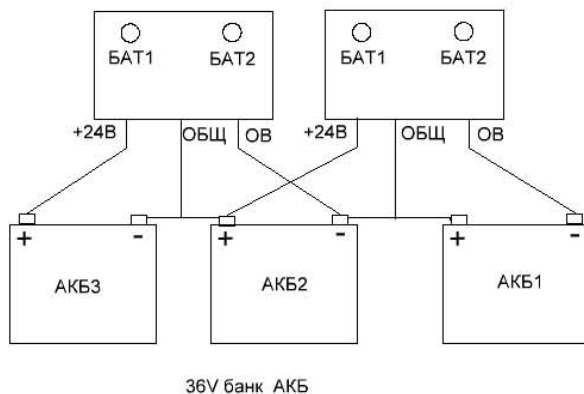 БАТ1 БАТ2 БАТ1 БАТ2
+24В ОБЩ ОВ +24В ОБЩ ОВ
+ - + - + -
АКБ3 АКБ2 АКБ1
36V банк АКБ